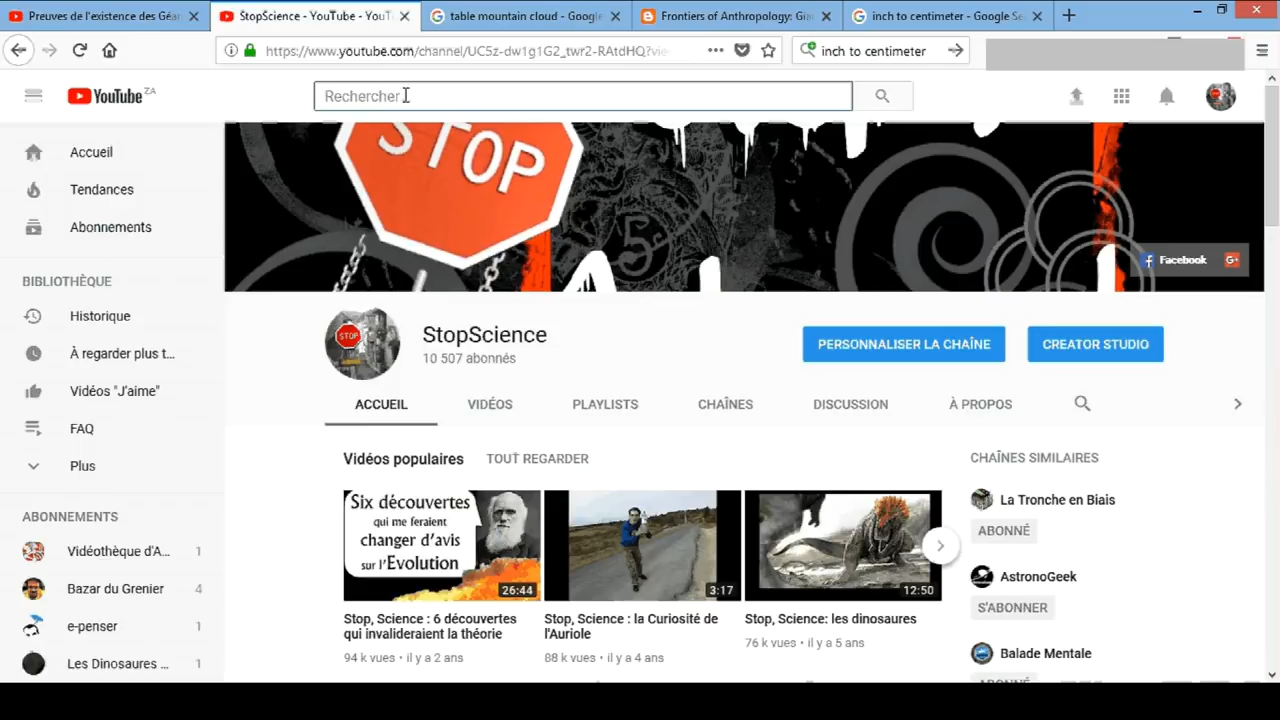 Preuves de l'existence des Géan
StopScience - YouTube - YouT
table mountain cloud - Google
Frontiers of Anthropology: Gia
inch to centimeter - Google Se
https://www.youtube.com/channel/UC5z-dw1g1G2_twr2-RAtdHQ?vie
inch to centimeter
YouTube ZA
Rechercher
Accueil
Tendances
Abonnements
BIBLIOTHÈQUE
Historique
À regarder plus t...
Vidéos "J'aime"
FAQ
Plus
ABONNEMENTS
Vidéothèque d'A... 1
Bazar du Grenier 4
e-penser 1
Les Dinosaures ... 1
STOP
5
Facebook
G+
STOP
StopScience
10 507 abonnés
PERSONNALISER LA CHAÎNE
CREATOR STUDIO
ACCUEIL
VIDÉOS
PLAYLISTS
CHAÎNES
DISCUSSION
À PROPOS
Vidéos populaires
TOUT REGARDER
Six découvertes
qui me feraient
changer d'avis
sur l'Evolution
26:44
Stop, Science : 6 découvertes
qui invalideraient la théorie
94 k vues • il y a 2 ans
3:17
Stop, Science : la Curiosité de
l'Auriole
88 k vues • il y a 4 ans
12:50
Stop, Science: les dinosaures
76 k vues • il y a 5 ans
CHAÎNES SIMILAIRES
La Tronche en Biais
ABONNÉ
AstronoGeek
S'ABONNER
Balade Mentale
ABONNÉ